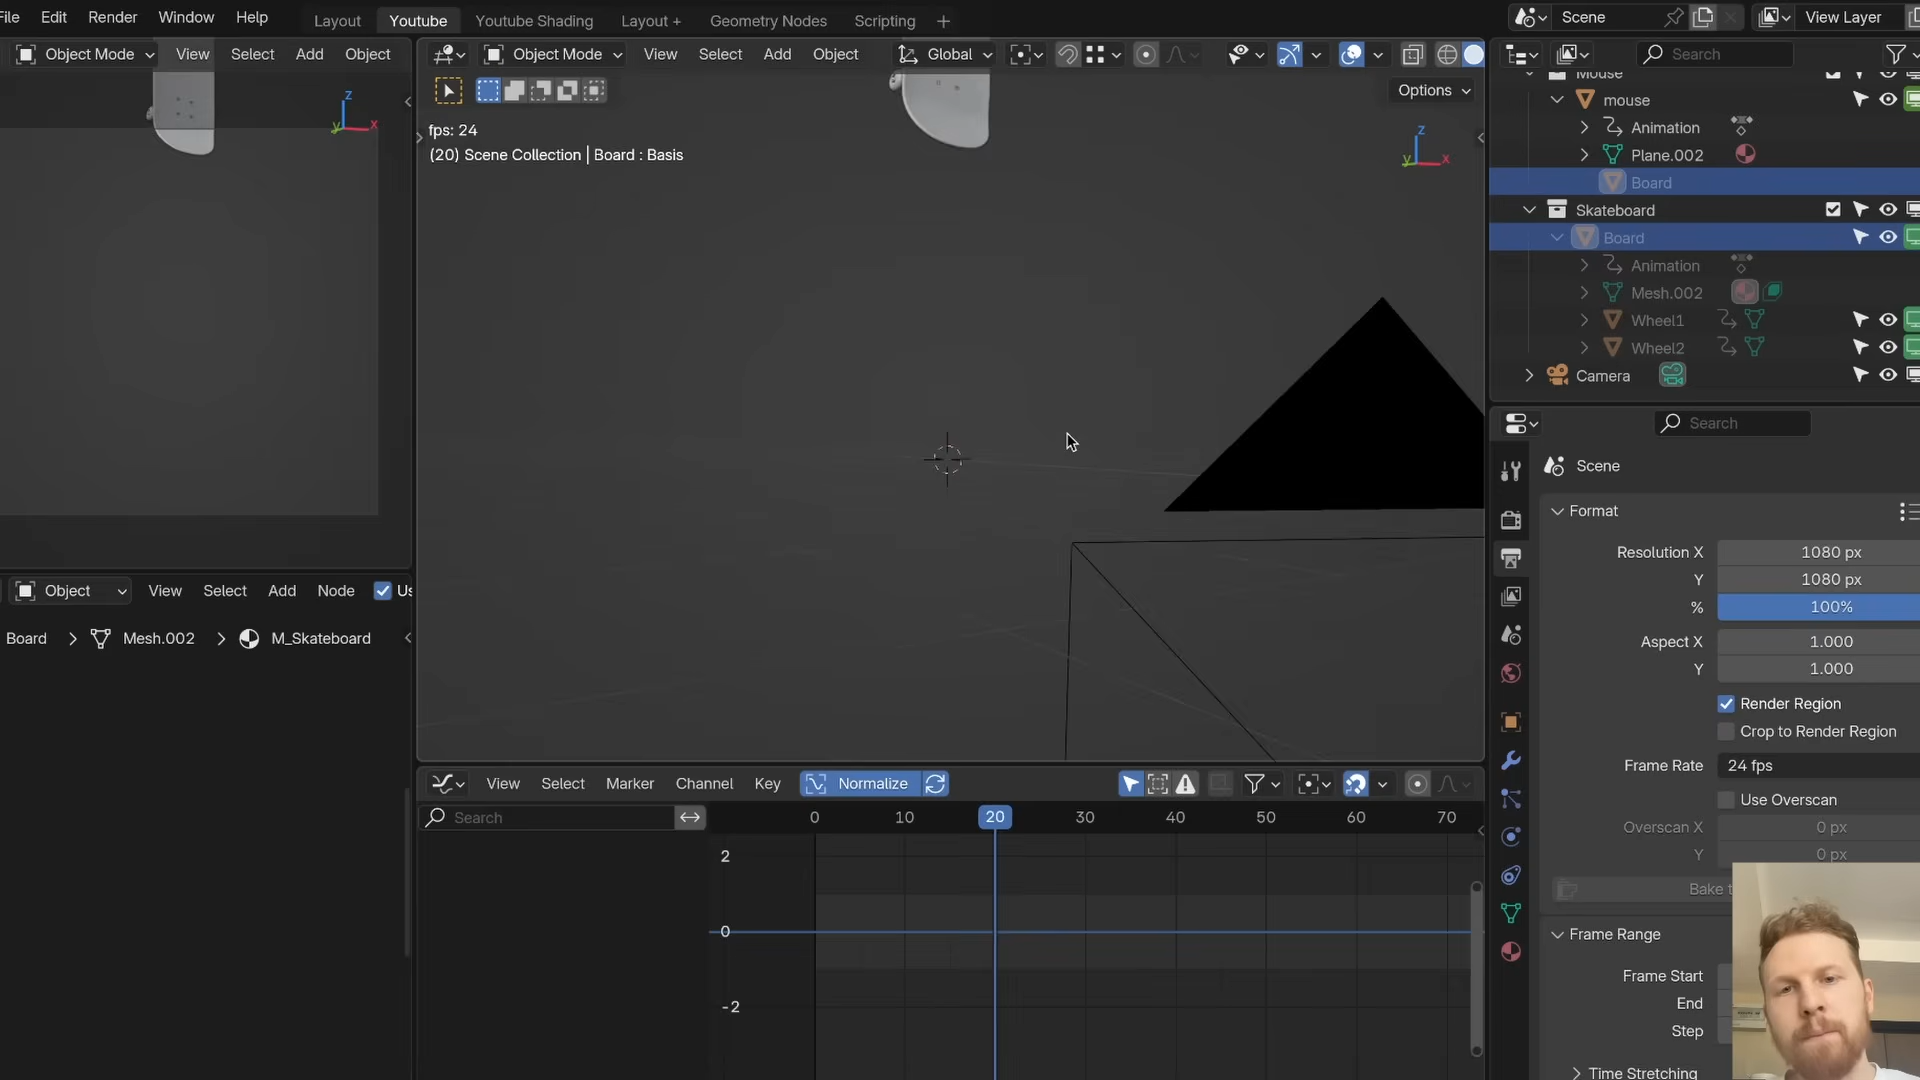 File Edit Render Window Help Layout Youtube Youtube Shading Layout + Geometry Nodes Scripting + Scene View Layer
Object Mode View Select Add Object
Object Mode View Select Add Object Global
Search
Options
z
y x
fps: 24
(20) Scene Collection | Board : Basis
z
y x
Mouse
mouse
Animation
Plane.002
Board
Skateboard
Board
Animation
Mesh.002
Wheel1
Wheel2
Camera
Search
Scene
Format
Resolution X 1080 px
Y 1080 px
% 100%
Aspect X 1.000
Y 1.000
Render Region
Crop to Render Region
Frame Rate 24 fps
Use Overscan
Overscan X 0 px
Y 0 px
Bake t
Frame Range
Frame Start
End
Step
Time Stretching
Object View Select Add Node Us
Board > Mesh.002 > M_Skateboard
View Select Marker Channel Key Normalize
Search
0 10 20 30 40 50 60 70
2
0
-2